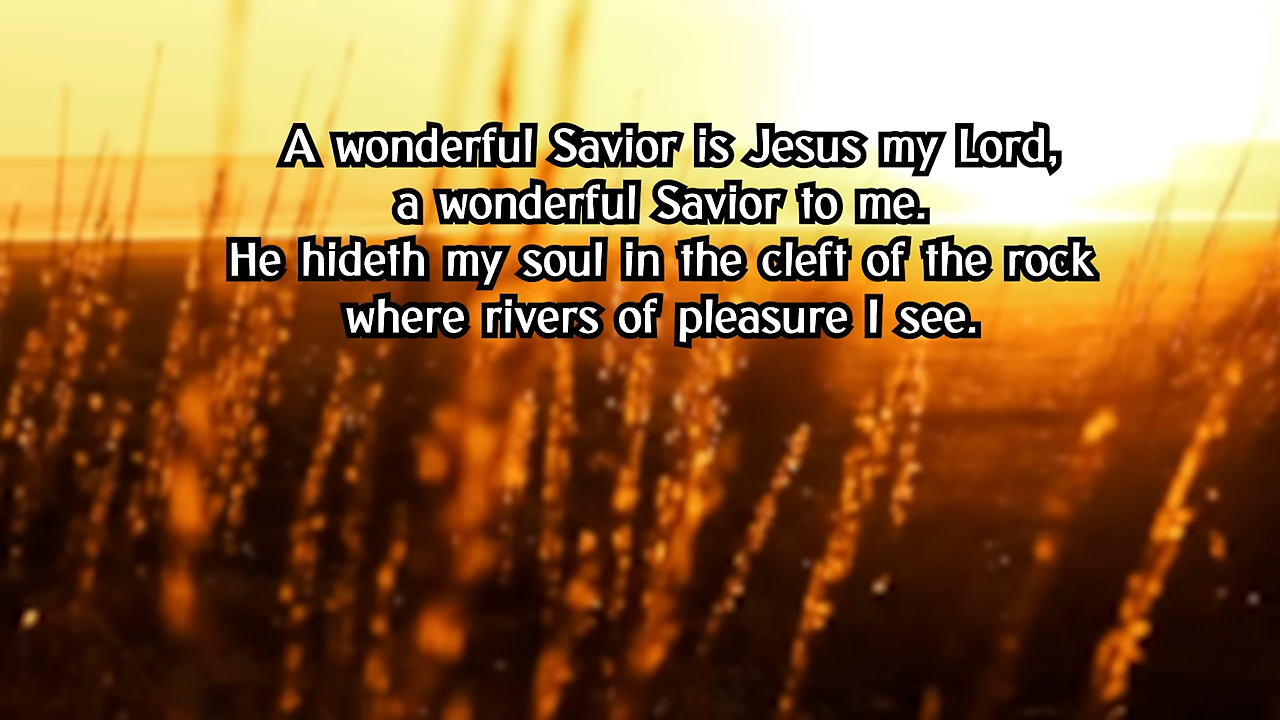 A wonderful Savior is Jesus my Lord,
a wonderful Savior to me.
He hideth my soul in the cleft of the rock
where rivers of pleasure I see.